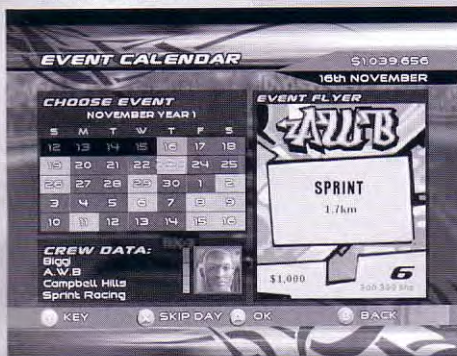 EVENT CALENDAR
$1039,656
16th NOVEMBER
CHOOSE EVENT
NOVEMBER YEAR 1
S M T W T F S
12 13 14 15 16 17 18
19 20 21 22 24 25
26 27 28 29 30 1 2
3 4 5 6 7 8 9
10 11 12 13 14 15 16
CREW DATA:
Biggi
A.W.B
Campbell Hills
Sprint Racing
EVENT FLYER
A.W.B
SPRINT
1.7km
$1,000
6
KEY
SKIP DAY
OK
BACK